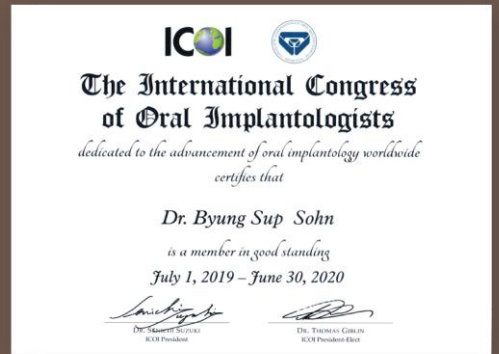 ICOI
The International Congress
of Oral Implantologists
dedicated to the advancement of oral implantology worldwide
certifies that
Dr. Byung Sup Sohn
is a member in good standing
July 1, 2019 – June 30, 2020
DR. SUZUKI DR. THOMAS GIBLIN
ICOI President ICOI President-Elect